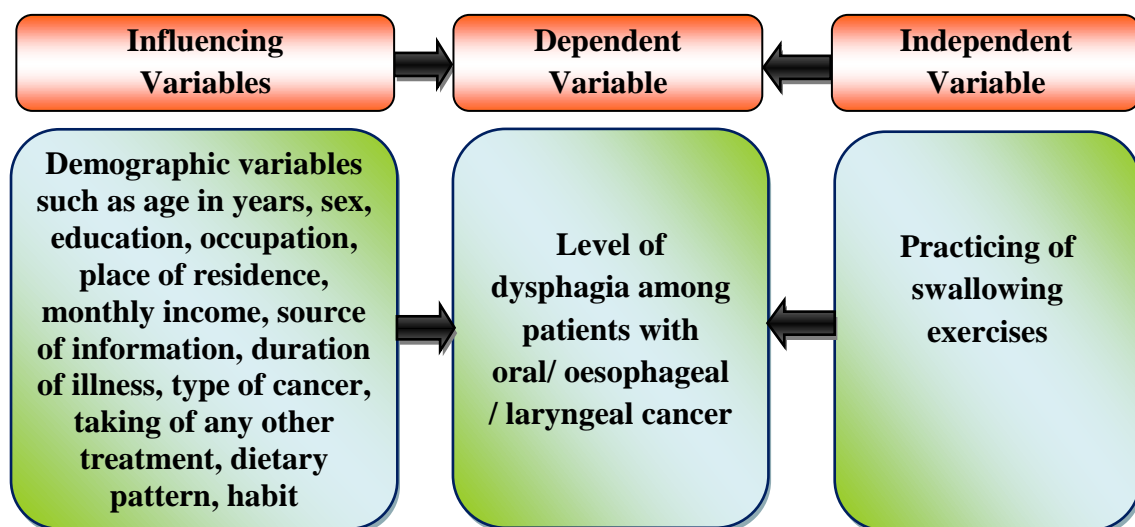 Influencing
Variables
Dependent
Variable
Independent
Variable
Demographic variables
such as age in years, sex,
education, occupation,
place of residence,
monthly income, source
of information, duration
of illness, type of cancer,
taking of any other
treatment, dietary
pattern, habit
Level of
dysphagia among
patients with
oral/ oesophageal
/ laryngeal cancer
Practicing of
swallowing
exercises